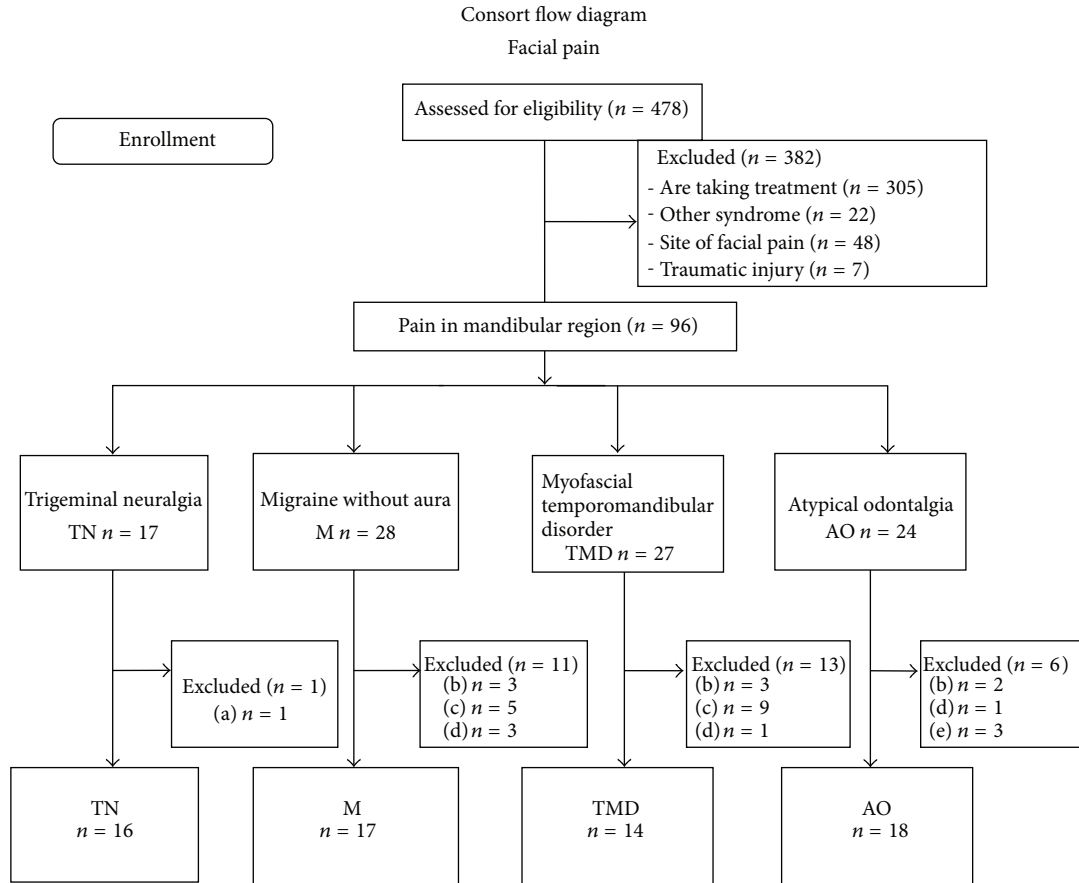 Consort flow diagram
Facial pain
Assessed for eligibility (n = 478)
Enrollment
Excluded (n = 382)
- Are taking treatment (n = 305)
- Other syndrome (n = 22)
- Site of facial pain (n = 48)
- Traumatic injury (n = 7)
Pain in mandibular region (n = 96)
Trigeminal neuralgia
TN n = 17
Migraine without aura
M n = 28
Myofascial
temporomandibular
disorder
TMD n = 27
Atypical odontalgia
AO n = 24
Excluded (n = 1)
(a) n = 1
Excluded (n = 11)
(b) n = 3
(c) n = 5
(d) n = 3
Excluded (n = 13)
(b) n = 3
(c) n = 9
(d) n = 1
Excluded (n = 6)
(b) n = 2
(d) n = 1
(e) n = 3
TN
n = 16
M
n = 17
TMD
n = 14
AO
n = 18